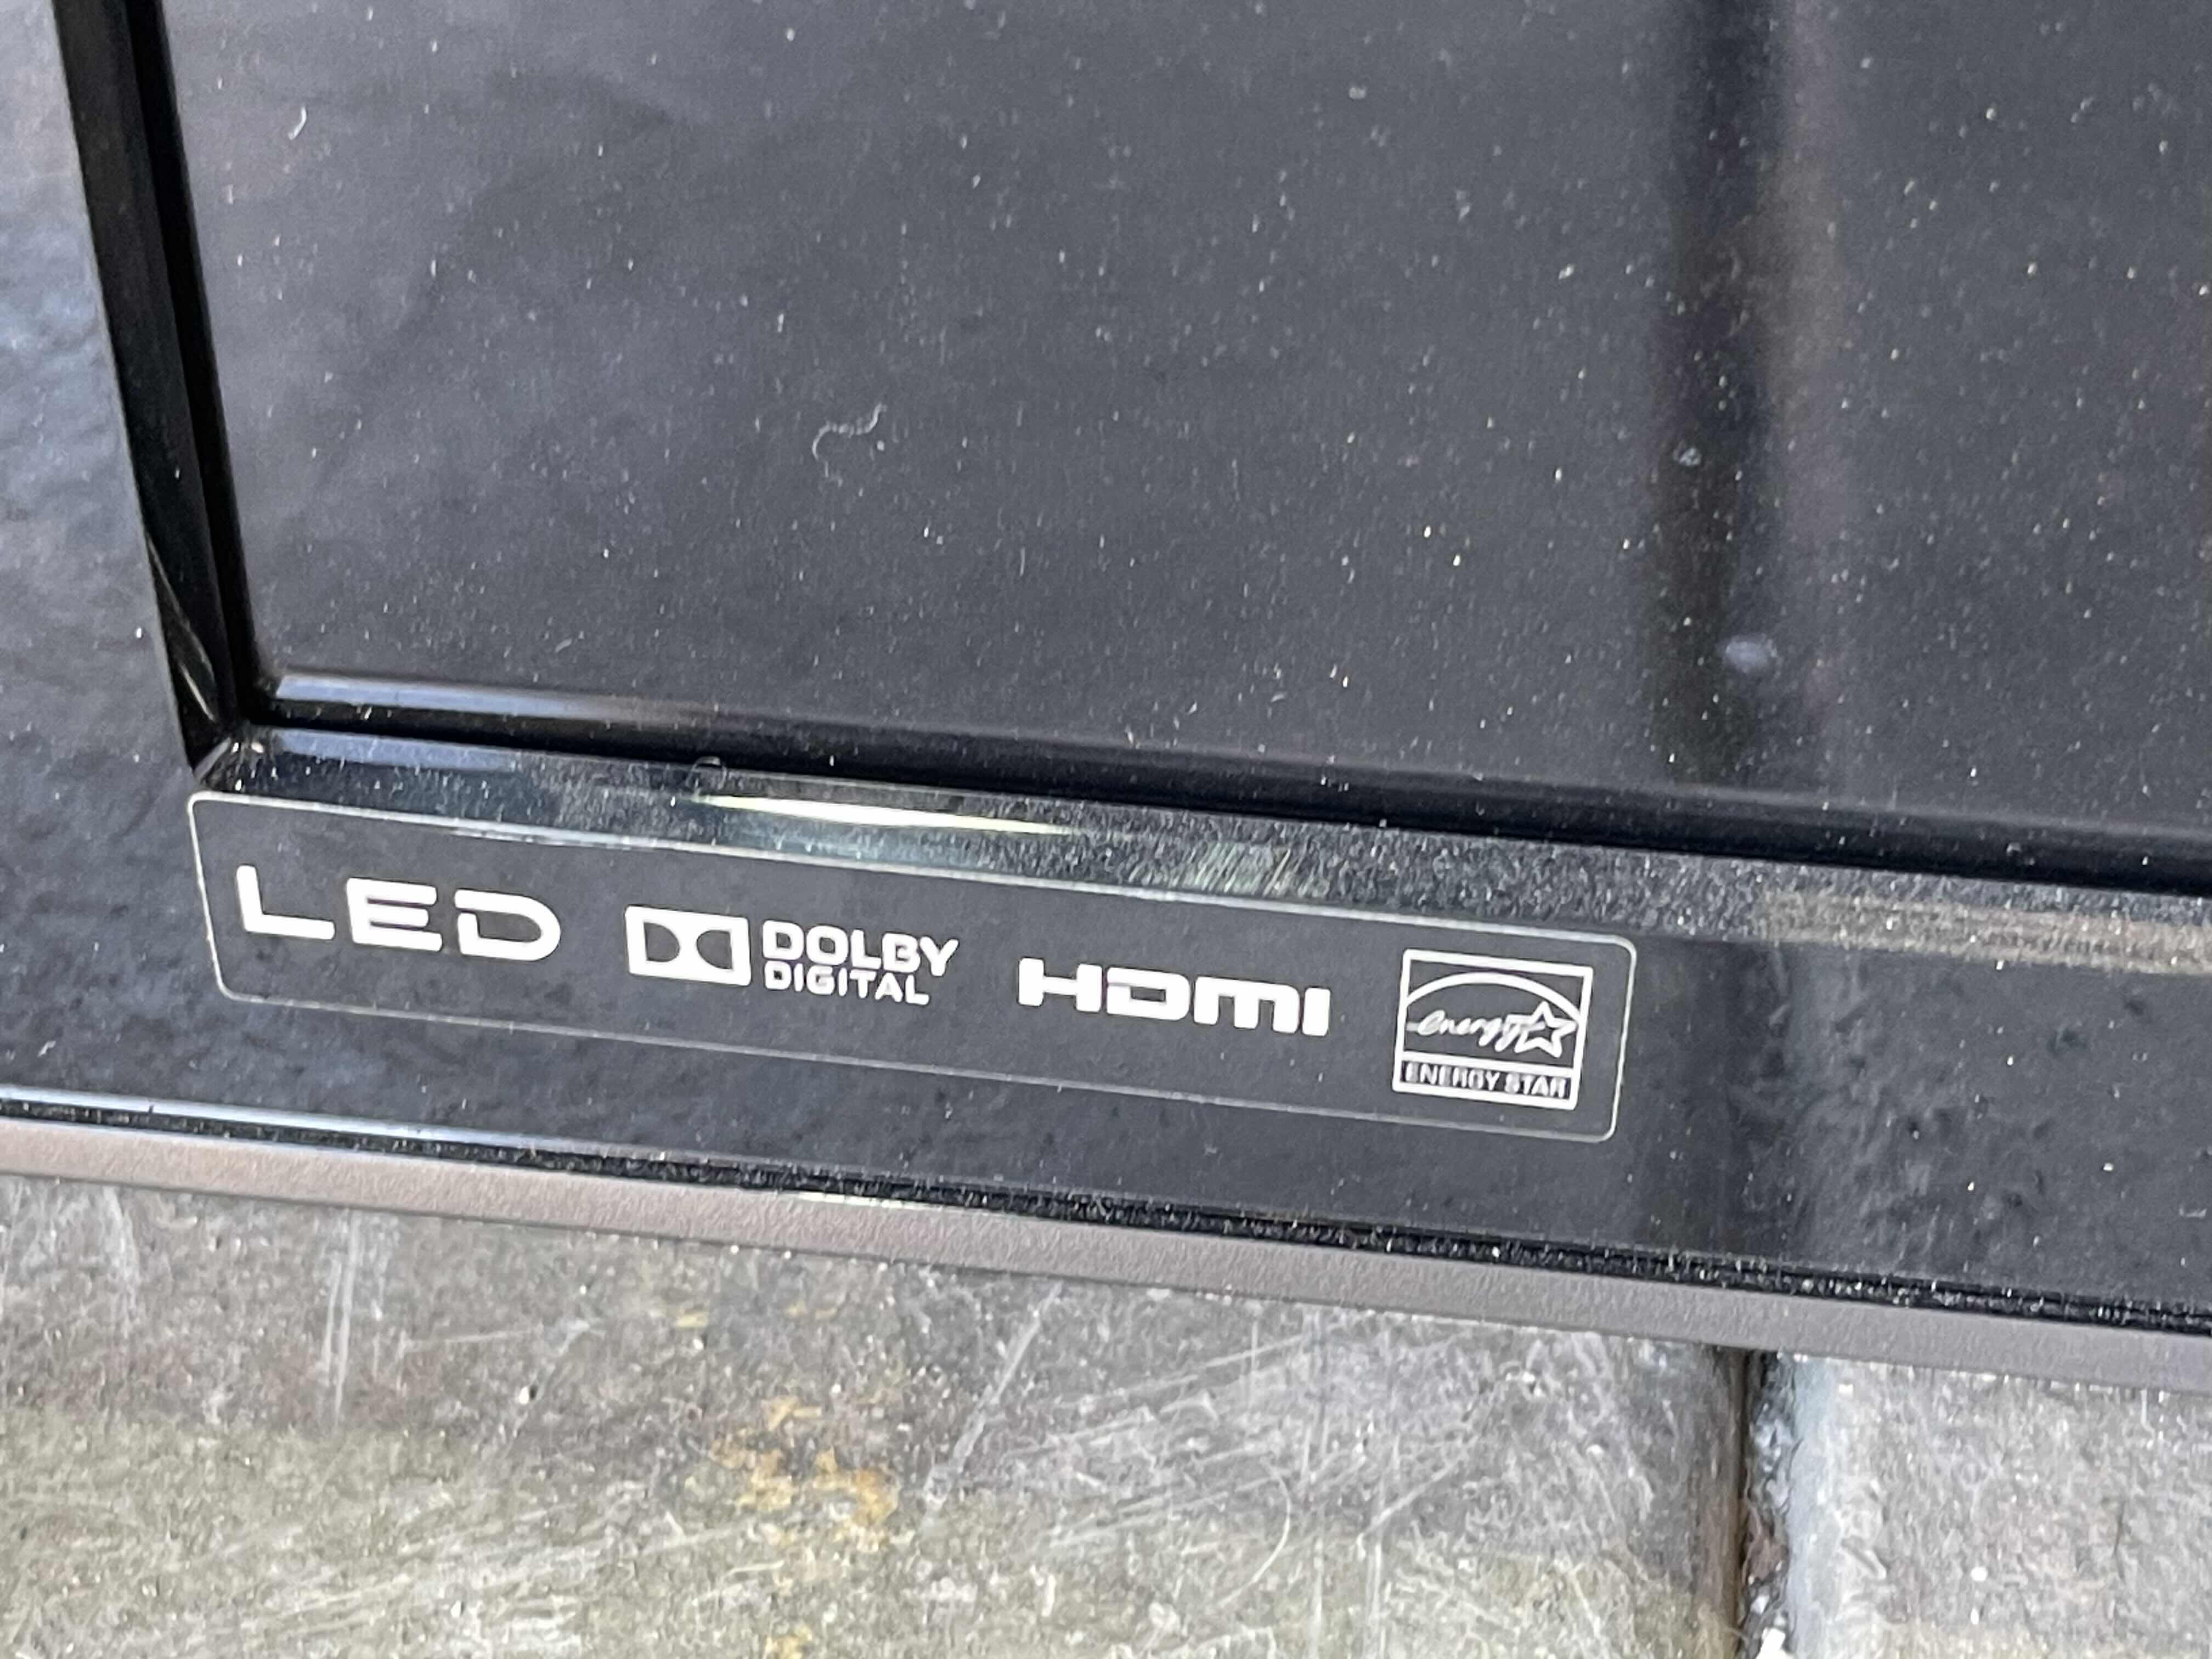 LED DOLBY DIGITAL HDMI energy ENERGY STAR